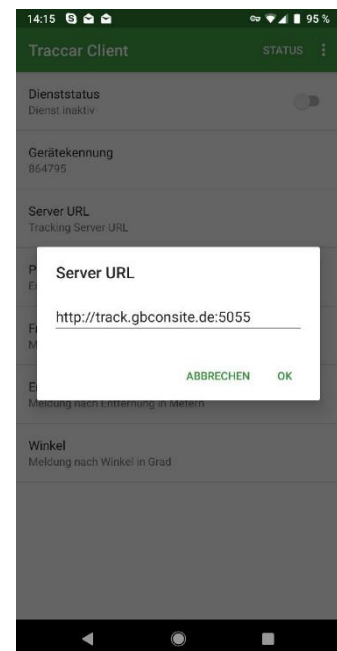 14:15 95 %
Traccar Client STATUS
Dienststatus
Dienst inaktiv
Gerätekennung
864795
Server URL
Tracking Server URL
Server URL
http://track.gbconsite.de:5055
ABBRECHEN OK
Meldung nach Entfernung in Metern
Winkel
Meldung nach Winkel in Grad